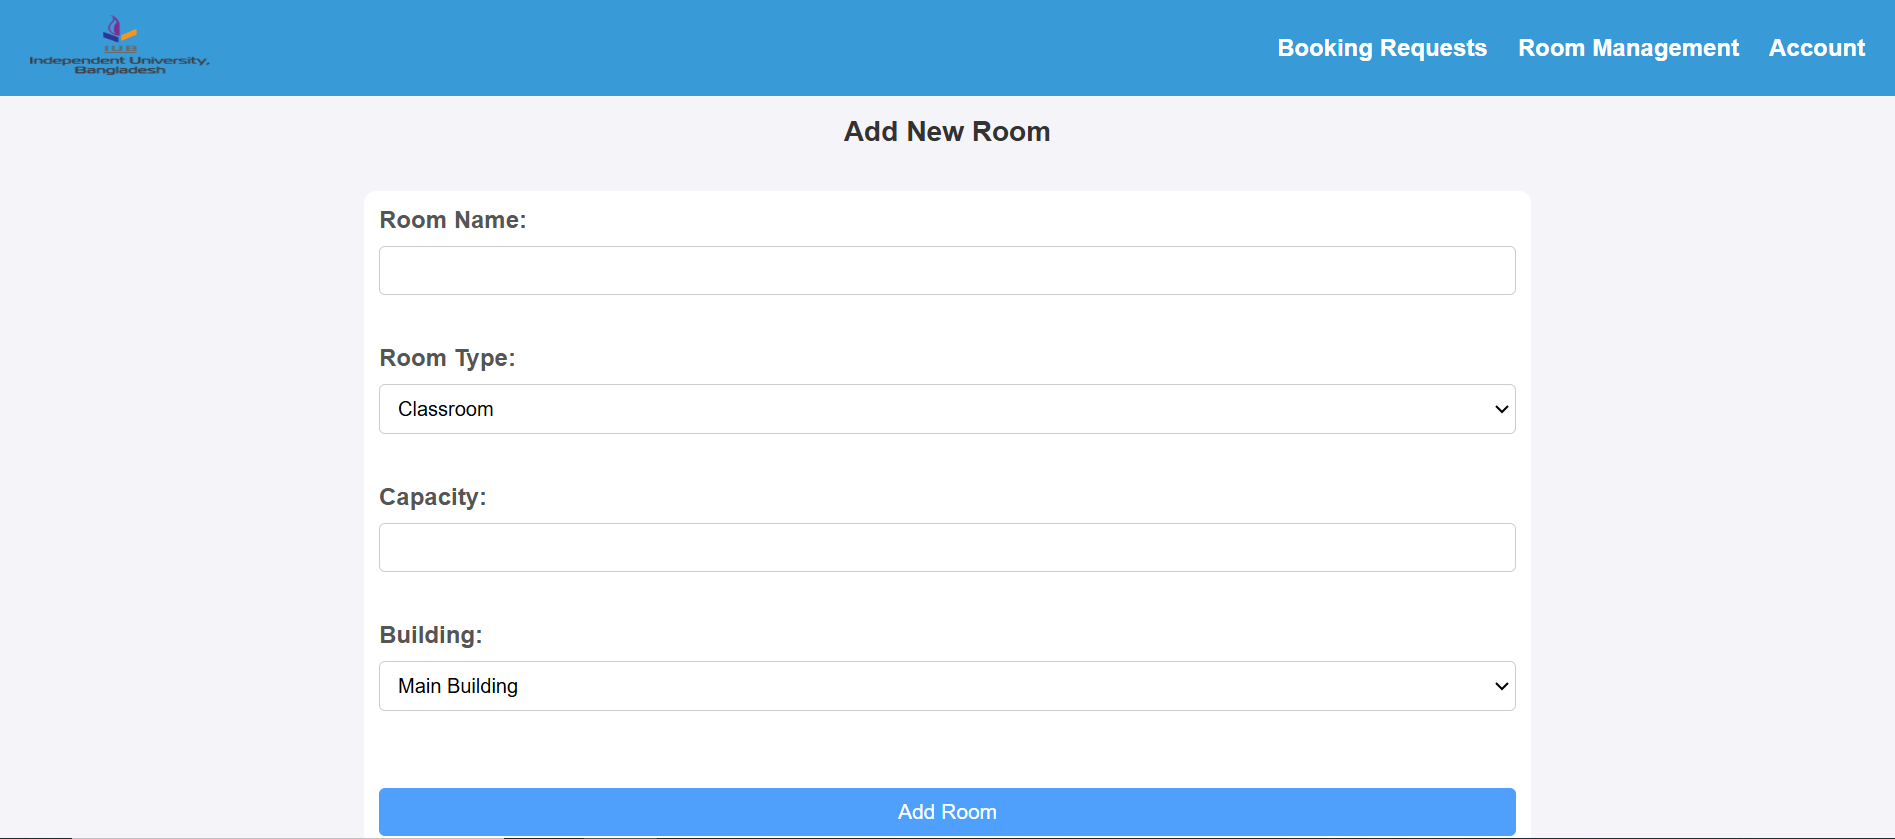 IUB
Independent University,
Bangladesh
Booking Requests
Room Management
Account
Add New Room
Room Name:
Room Type:
Classroom
Capacity:
Building:
Main Building
Add Room